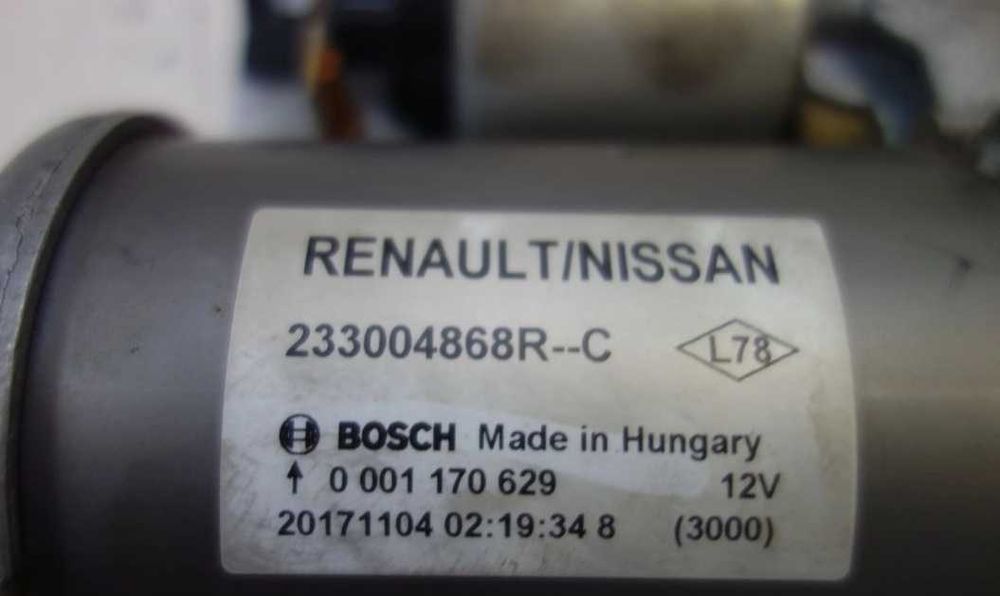 RENAULT/NISSAN
233004868R--C L78
BOSCH Made in Hungary
0 001 170 629 12V
20171104 02:19:34 8 (3000)